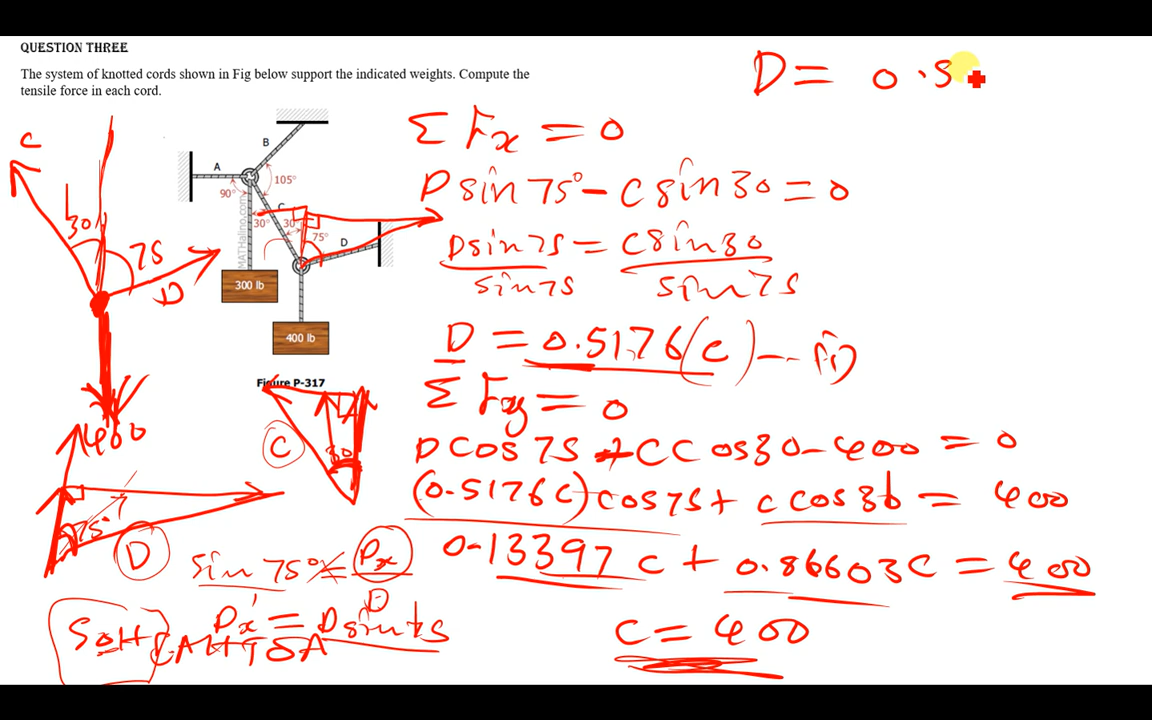 QUESTION THREE
The system of knotted cords shown in Fig below support the indicated weights. Compute the
tensile force in each cord.
D = 0.5
C
30
75
D
400
A
B
105°
90°
C
30°
30°
75°
D
MATHalino.com
300 lb
400 lb
Figure P-317
ΣFx = 0
D sin 75° - C sin 30 = 0
D sin 75 = C sin 30
sin 75 sin 75
D = 0.5176(C) -- (i)
ΣFy = 0
D cos 75 + C cos 30 - 400 = 0
(0.5176C) cos 75 + C cos 30 = 400
0.13397 C + 0.86603C = 400
C = 400
C
30
75°
D
sin 75° = Dx
D
Dx = D sin 75
SOH CAH TOA